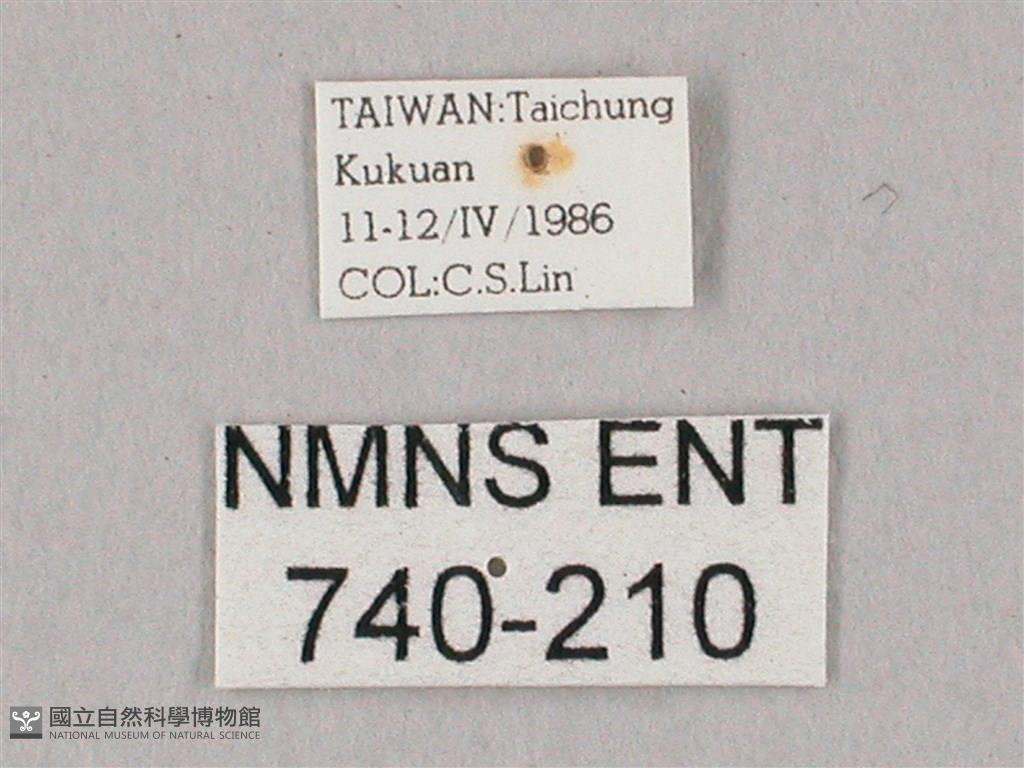 TAIWAN:Taichung
Kukuan
11-12/IV/1986
COL:C.S.Lin
NMNS ENT
740-210
國立自然科學博物館
NATIONAL MUSEUM OF NATURAL SCIENCE